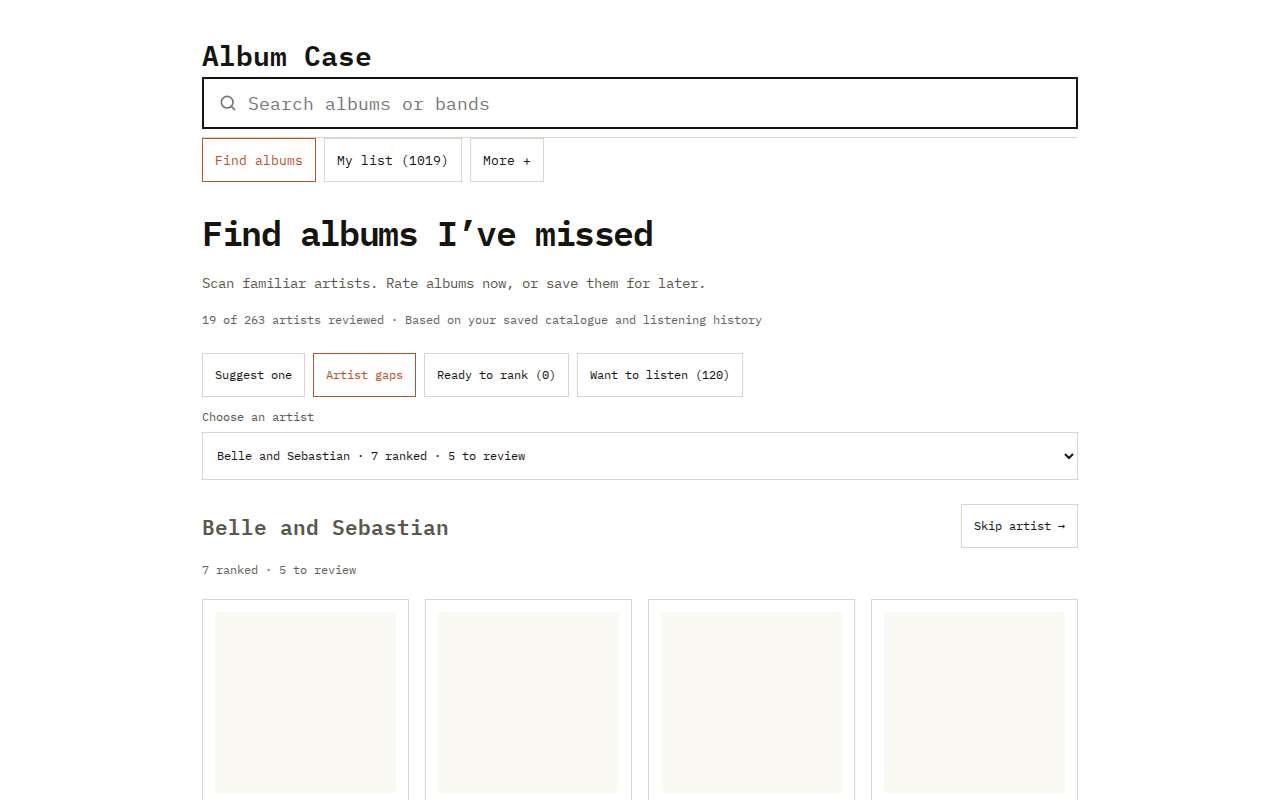 Album Case
Search albums or bands
Find albums
My list (1019)
More +
Find albums I’ve missed
Scan familiar artists. Rate albums now, or save them for later.
19 of 263 artists reviewed · Based on your saved catalogue and listening history
Suggest one
Artist gaps
Ready to rank (0)
Want to listen (120)
Choose an artist
Belle and Sebastian · 7 ranked · 5 to review
Belle and Sebastian
Skip artist →
7 ranked · 5 to review